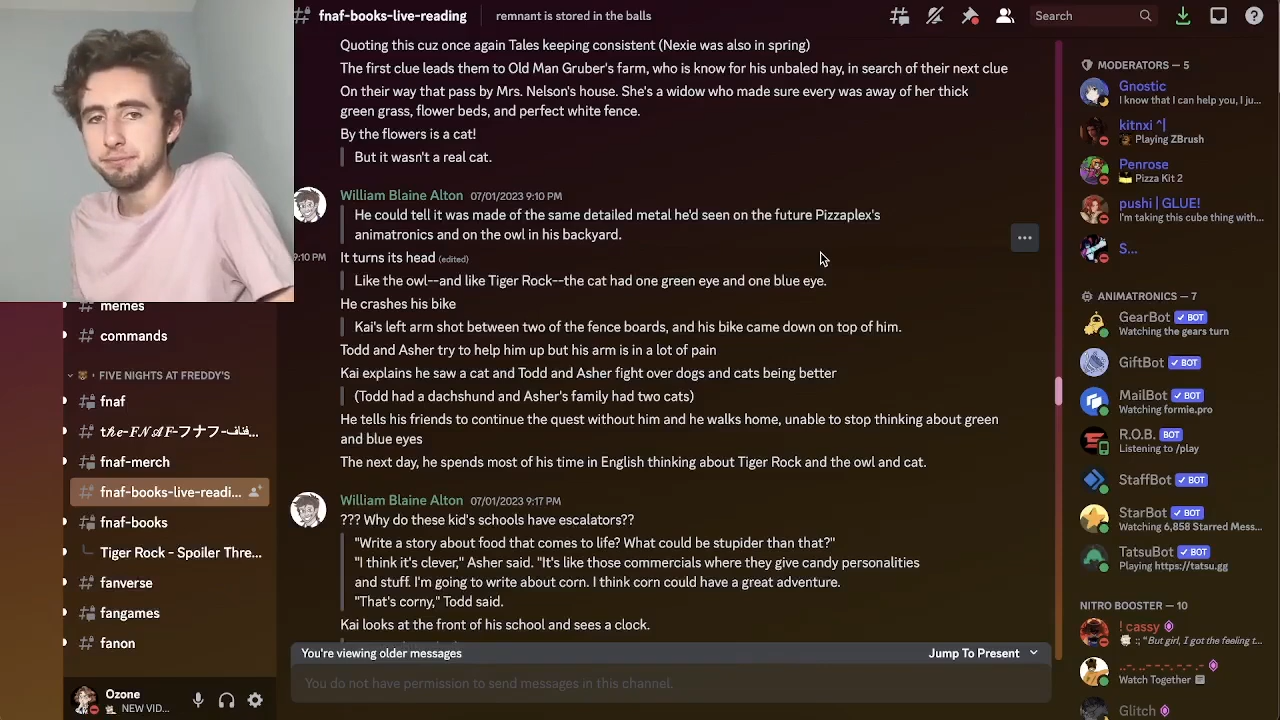 fnaf-books-live-reading
remnant is stored in the balls
Search
Quoting this cuz once again Tales keeping consistent (Nexie was also in spring)
The first clue leads them to Old Man Gruber's farm, who is know for his unbaled hay, in search of their next clue
On their way that pass by Mrs. Nelson's house. She's a widow who made sure every was away of her thick
green grass, flower beds, and perfect white fence.
By the flowers is a cat!
But it wasn't a real cat.
William Blaine Alton 07/01/2023 9:10 PM
He could tell it was made of the same detailed metal he'd seen on the future Pizzaplex's
animatronics and on the owl in his backyard.
9:10 PM It turns its head (edited)
Like the owl--and like Tiger Rock--the cat had one green eye and one blue eye.
He crashes his bike
Kai's left arm shot between two of the fence boards, and his bike came down on top of him.
Todd and Asher try to help him up but his arm is in a lot of pain
Kai explains he saw a cat and Todd and Asher fight over dogs and cats being better
(Todd had a dachshund and Asher's family had two cats)
He tells his friends to continue the quest without him and he walks home, unable to stop thinking about green
and blue eyes
The next day, he spends most of his time in English thinking about Tiger Rock and the owl and cat.
William Blaine Alton 07/01/2023 9:17 PM
??? Why do these kid's schools have escalators??
"Write a story about food that comes to life? What could be stupider than that?"
"I think it's clever," Asher said. "It's like those commercials where they give candy personalities
and stuff. I'm going to write about corn. I think corn could have a great adventure.
"That's corny," Todd said.
Kai looks at the front of his school and sees a clock.
You're viewing older messages
Jump To Present
You do not have permission to send messages in this channel.
memes
commands
FIVE NIGHTS AT FREDDY'S
fnaf
fnaf-merch
fnaf-books-live-readi...
fnaf-books
Tiger Rock - Spoiler Thre...
fanverse
fangames
fanon
Ozone
NEW VID...
MODERATORS — 5
Gnostic
I know that I can help you, I ju...
kitnxi ^|
Playing ZBrush
Penrose
Pizza Kit 2
pushi | GLUE!
I'm taking this cube thing with...
S...
ANIMATRONICS — 7
GearBot BOT
Watching the gears turn
GiftBot BOT
MailBot BOT
Watching formie.pro
R.O.B. BOT
Listening to /play
StaffBot BOT
StarBot BOT
Watching 6,858 Starred Mess...
TatsuBot BOT
Playing https://tatsu.gg
NITRO BOOSTER — 10
! cassy
:; "But girl, I got the feeling t...
Watch Together
Glitch